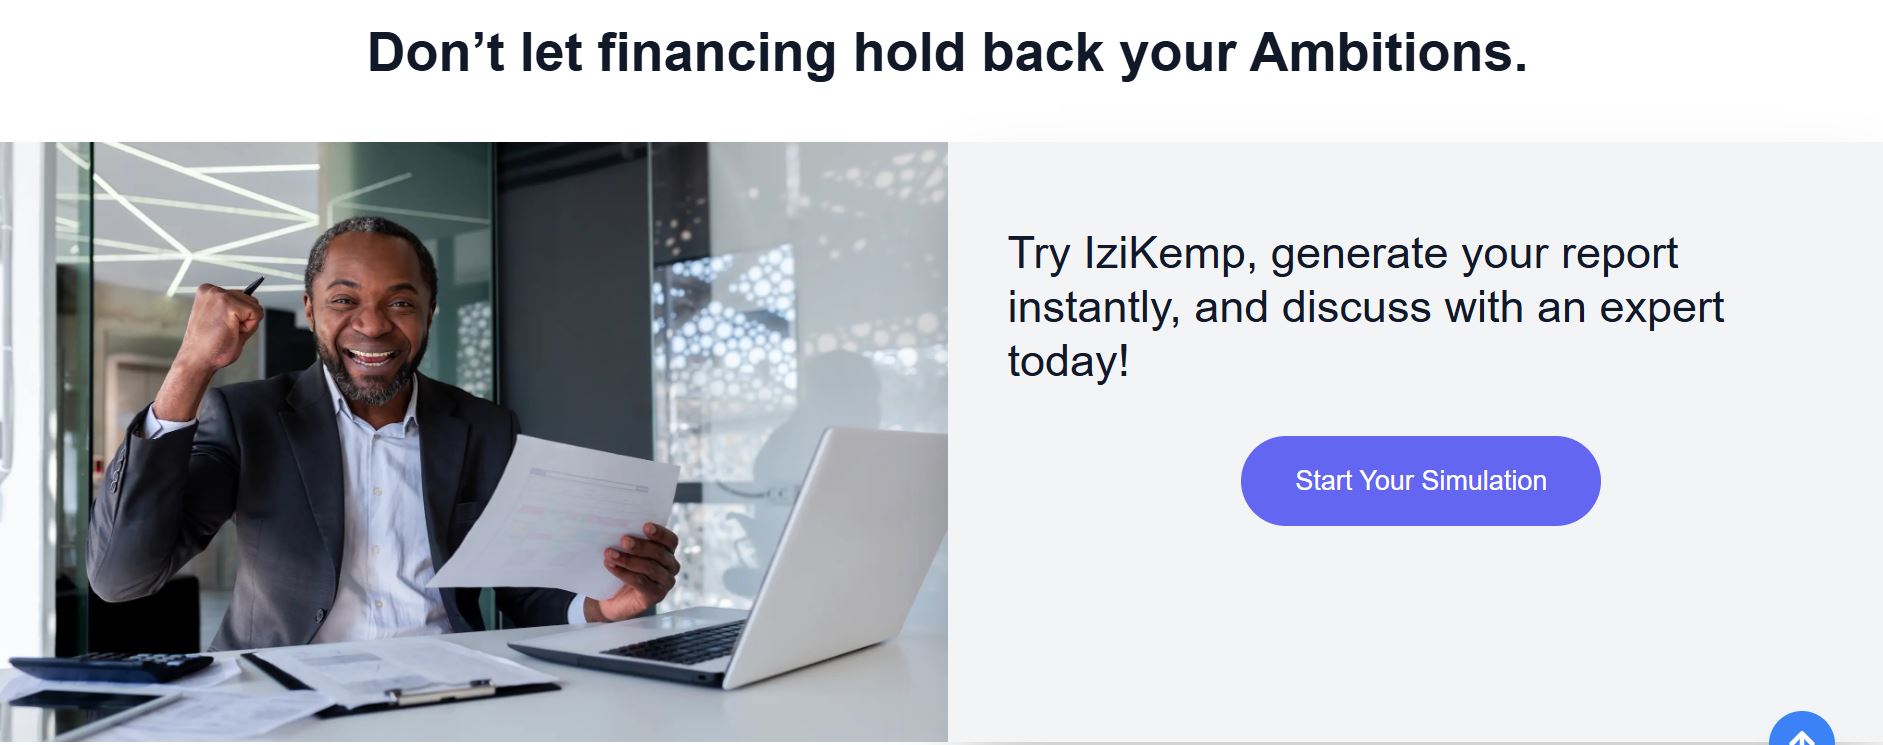 Don’t let financing hold back your Ambitions.
Try IziKemp, generate your report
instantly, and discuss with an expert
today!
Start Your Simulation